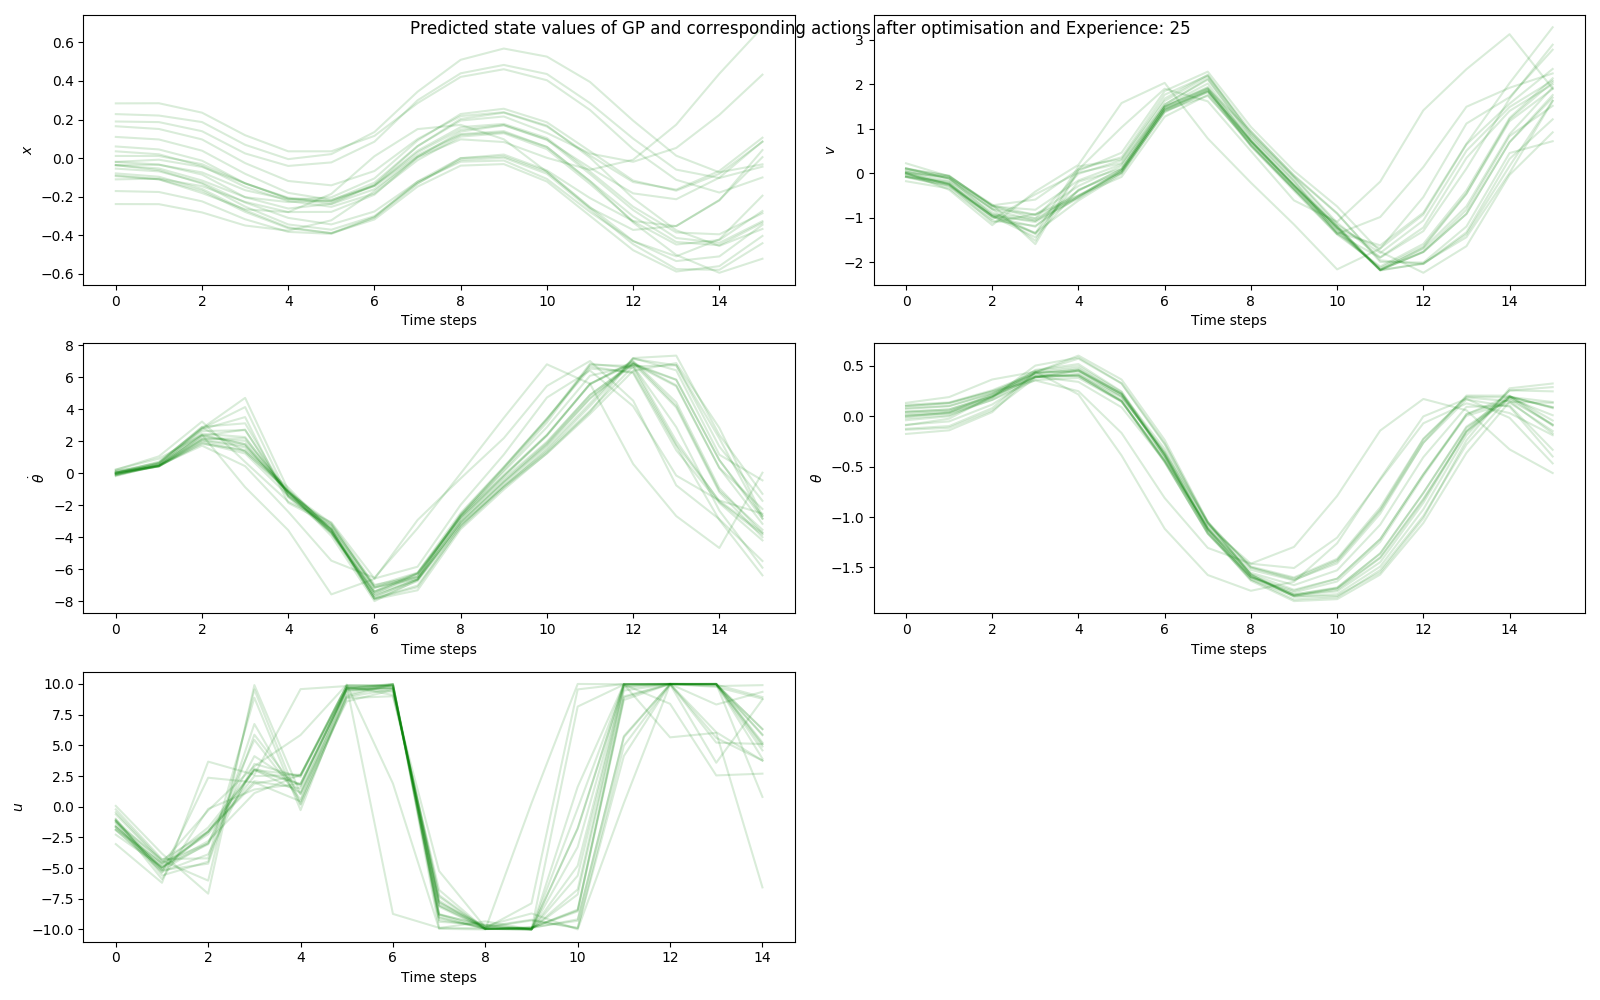 Predicted state values of GP and corresponding actions after optimisation and Experience: 25
0.6
0.4
0.2
0.0
−0.2
−0.4
−0.6
x
0 2 4 6 8 10 12 14
Time steps
3
2
1
0
−1
−2
v
0 2 4 6 8 10 12 14
Time steps
8
6
4
2
0
−2
−4
−6
−8
θ̇
0 2 4 6 8 10 12 14
Time steps
0.5
0.0
−0.5
−1.0
−1.5
θ
0 2 4 6 8 10 12 14
Time steps
10.0
7.5
5.0
2.5
0.0
−2.5
−5.0
−7.5
−10.0
u
0 2 4 6 8 10 12 14
Time steps